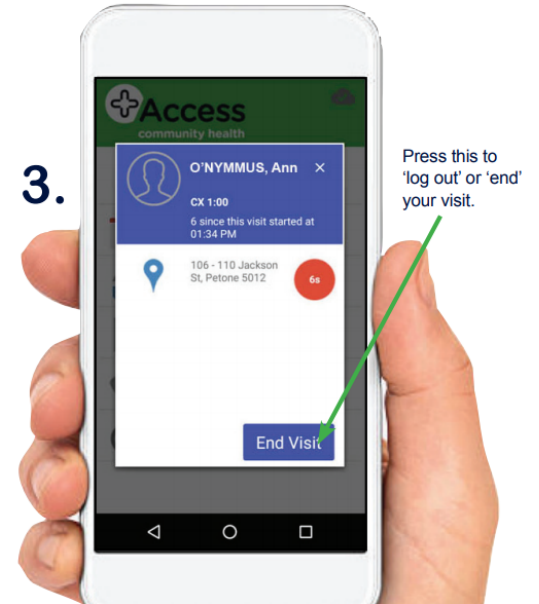 Access
community health
3.
O'NYMMUS, Ann ×
CX 1:00
6 since this visit started at
01:34 PM
106 - 110 Jackson
St, Petone 5012
6s
End Visit
Press this to
'log out' or 'end'
your visit.